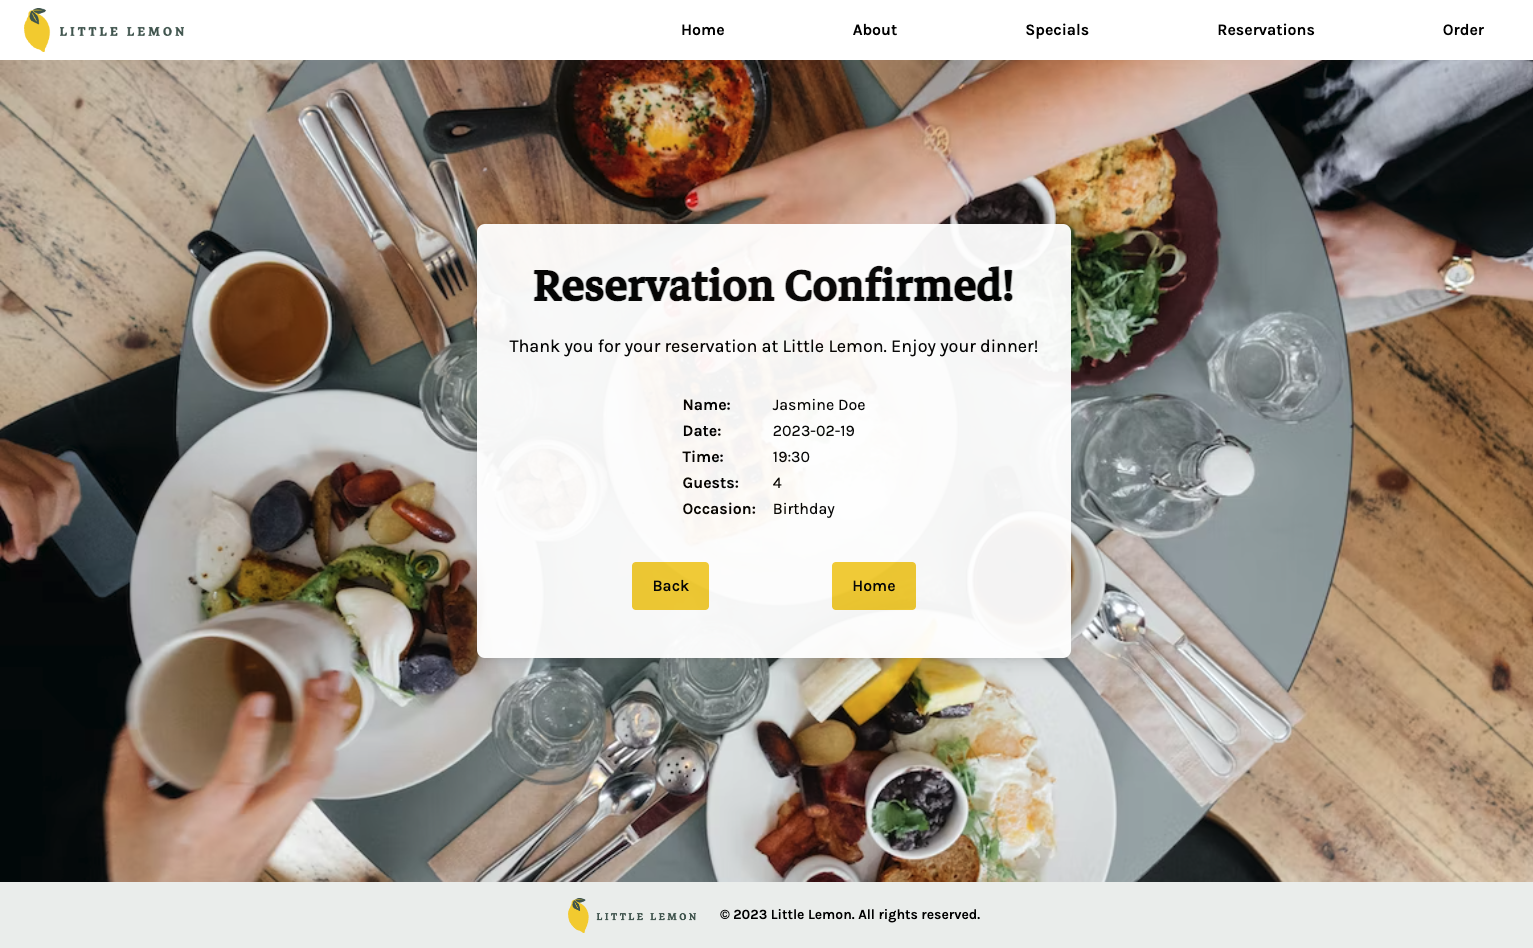 LITTLE LEMON
Home About Specials Reservations Order
Reservation Confirmed!
Thank you for your reservation at Little Lemon. Enjoy your dinner!
Name: Jasmine Doe
Date: 2023-02-19
Time: 19:30
Guests: 4
Occasion: Birthday
Back Home
LITTLE LEMON © 2023 Little Lemon. All rights reserved.